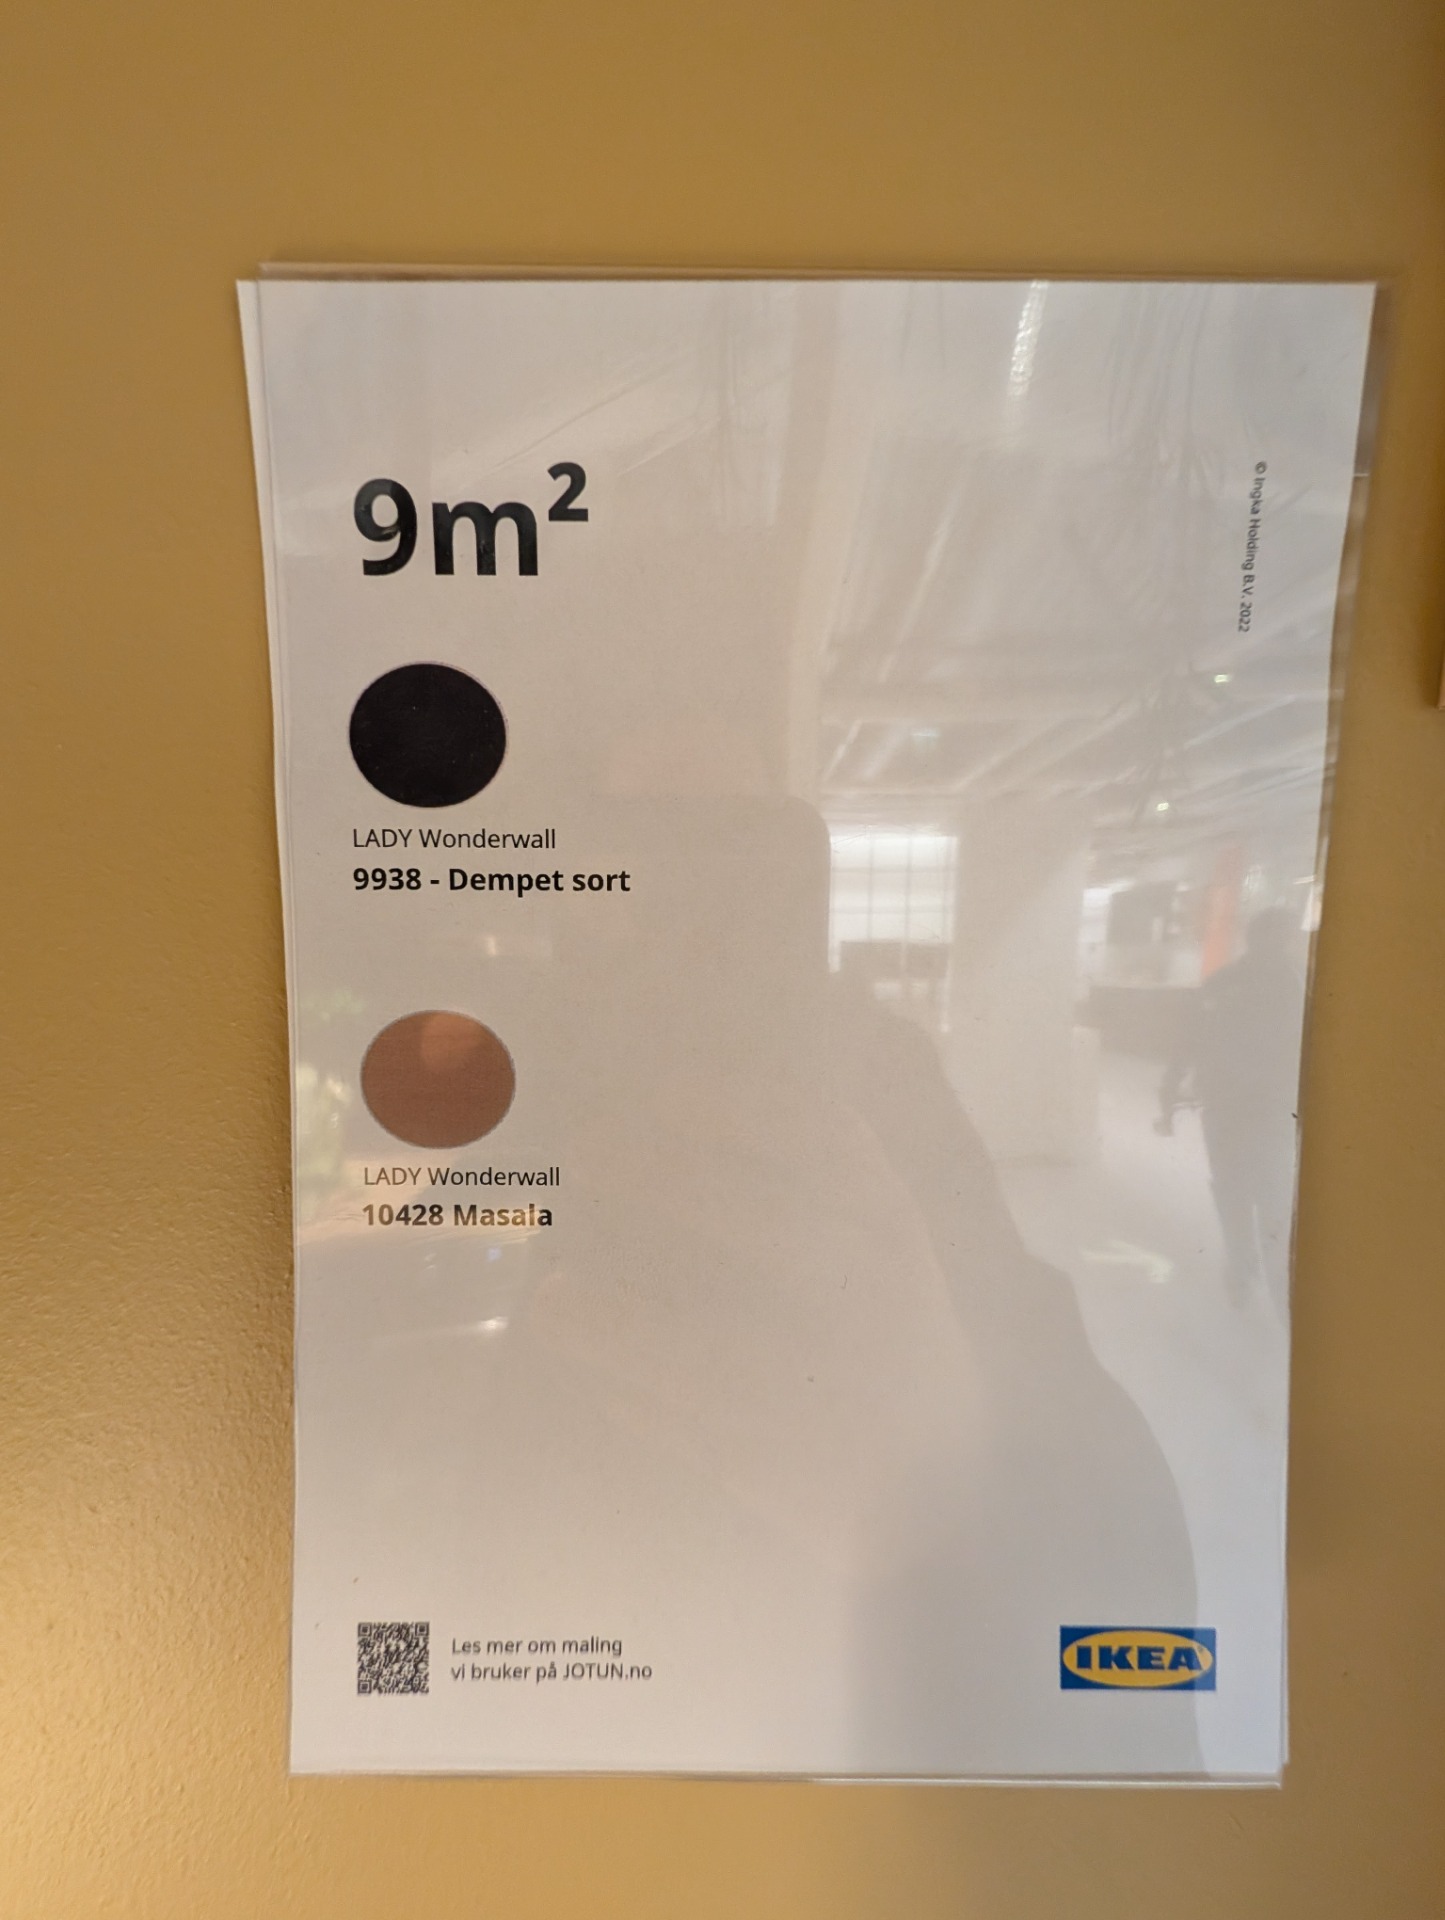 9m²
© Ingka Holding B.V. 2022
LADY Wonderwall
9938 - Dempet sort
LADY Wonderwall
10428 Masala
Les mer om maling
vi bruker på JOTUN.no
IKEA